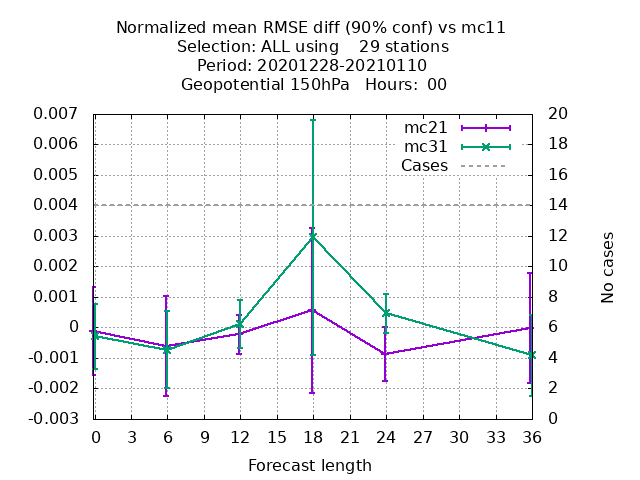 Normalized mean RMSE diff (90% conf) vs mc11
Selection: ALL using    29 stations
Period: 20201228-20210110
Geopotential 150hPa   Hours:  00
0.007
0.006
0.005
0.004
0.003
0.002
0.001
0
-0.001
-0.002
-0.003
mc21
mc31
Cases
20
18
16
14
12
10
8
6
4
2
0
No cases
0 3 6 9 12 15 18 21 24 27 30 33 36
Forecast length